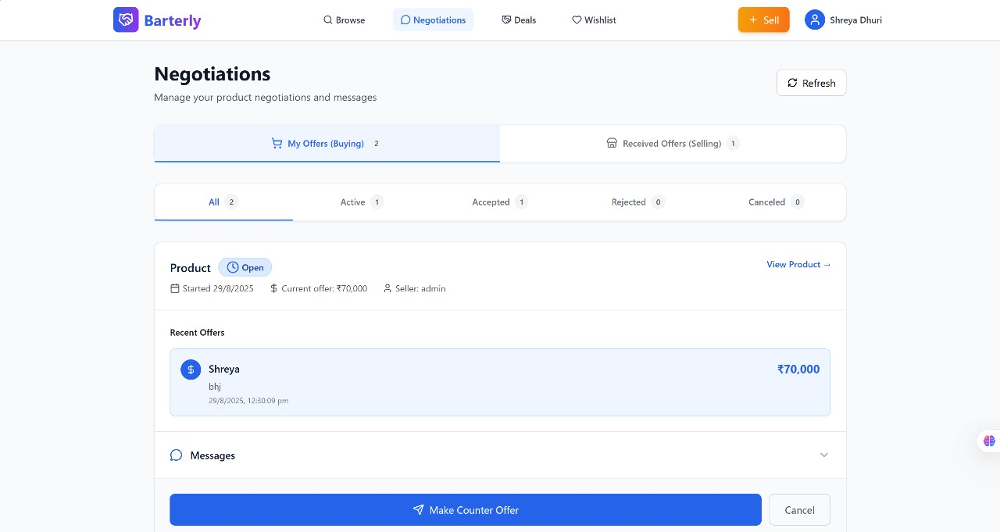 Barterly
Browse
Negotiations
Deals
Wishlist
+ Sell
Shreya Dhuri
Negotiations
Manage your product negotiations and messages
Refresh
My Offers (Buying) 2
Received Offers (Selling) 1
All 2
Active 1
Accepted 1
Rejected 0
Canceled 0
Product
Open
View Product →
Started 29/8/2025
$ Current offer: ₹70,000
Seller: admin
Recent Offers
$
Shreya
₹70,000
bhj
29/8/2025, 12:30:09 pm
Messages
Make Counter Offer
Cancel